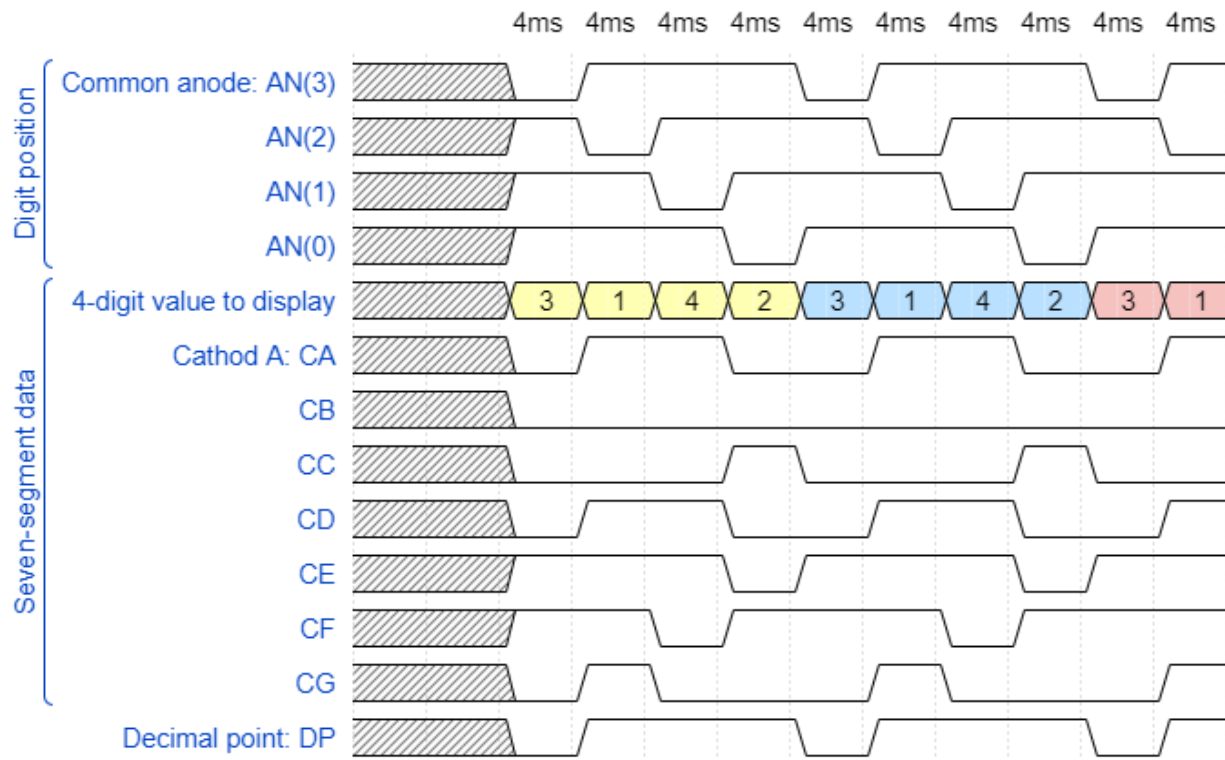 4ms 4ms 4ms 4ms 4ms 4ms 4ms 4ms 4ms 4ms
Digit position
Common anode: AN(3)
AN(2)
AN(1)
AN(0)
Seven-segment data
4-digit value to display 3 1 4 2 3 1 4 2 3 1
Cathod A: CA
CB
CC
CD
CE
CF
CG
Decimal point: DP